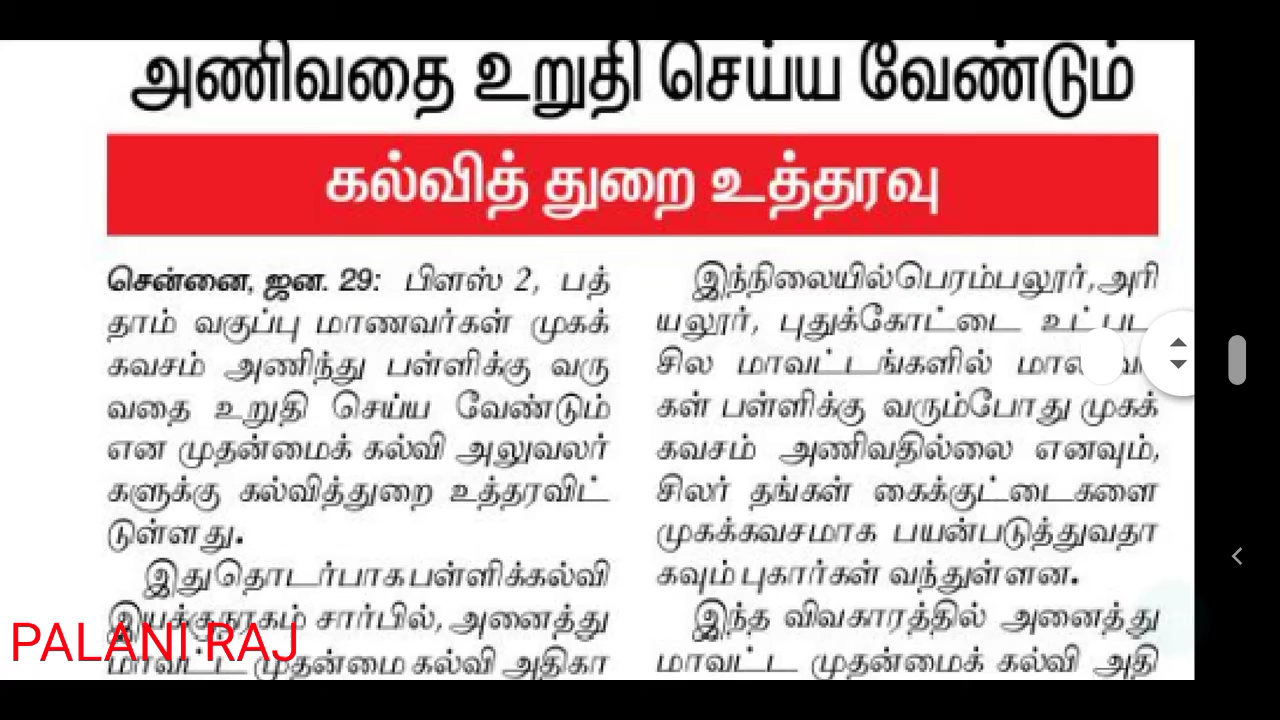 அணிவதை உறுதி செய்ய வேண்டும்
கல்வித் துறை உத்தரவு
சென்னை, ஜன. 29: பிளஸ் 2, பத்
தாம் வகுப்பு மாணவர்கள் முகக்
கவசம் அணிந்து பள்ளிக்கு வரு
வதை உறுதி செய்ய வேண்டும்
என முதன்மைக் கல்வி அலுவலர்
களுக்கு கல்வித்துறை உத்தரவிட்
டுள்ளது.
இது தொடர்பாக பள்ளிக்கல்வி
இயக்குநரகம் சார்பில், அனைத்து
மாவட்ட முதன்மை கல்வி அதிகா
இந்நிலையில் பெரம்பலூர், அரி
யலூர், புதுக்கோட்டை உட்பட
சில மாவட்டங்களில்
கள் பள்ளிக்கு வரும்போது முகக்
கவசம் அணிவதில்லை எனவும்,
சிலர் தங்கள் கைக்குட்டைகளை
முகக்கவசமாக பயன்படுத்துவதா
கவும் புகார்கள் வந்துள்ளன.
இந்த விவகாரத்தில் அனைத்து
மாவட்ட முதன்மைக் கல்வி அதி
PALANI RAJ